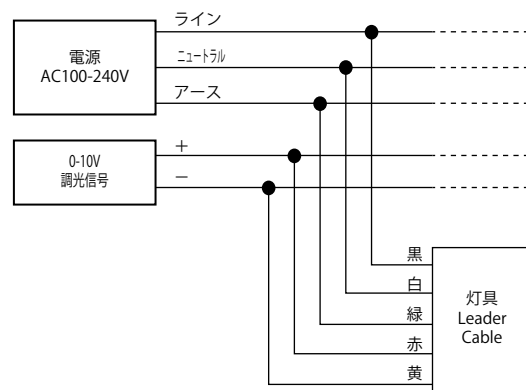 電源
AC100-240V
ライン
ニュートラル
アース
0-10V
調光信号
+
−
黒
白
緑
赤
黄
灯具
Leader
Cable